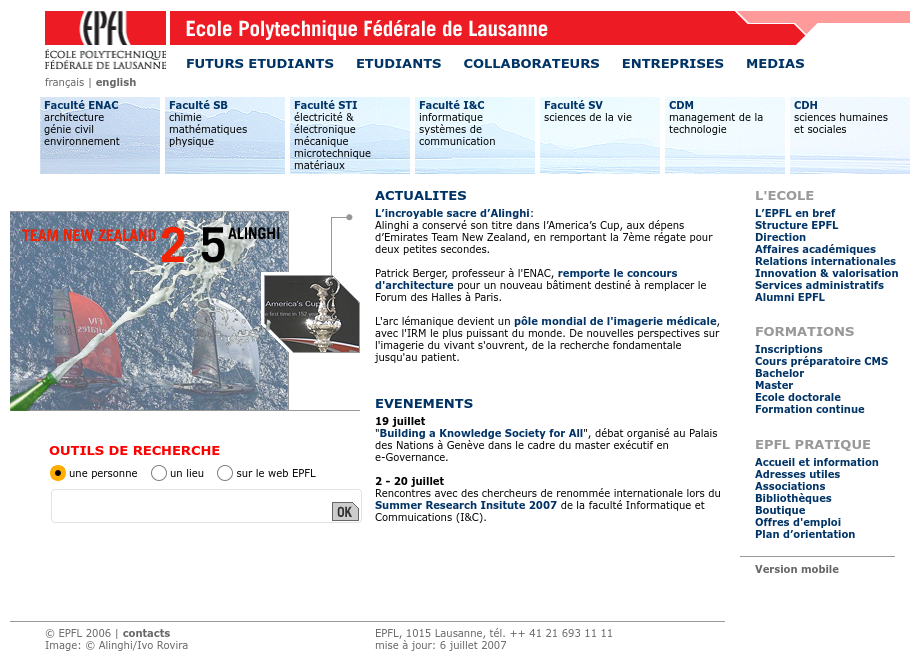 EPFL
ÉCOLE POLYTECHNIQUE
FÉDÉRALE DE LAUSANNE
Ecole Polytechnique Fédérale de Lausanne
français | english
FUTURS ETUDIANTS ETUDIANTS COLLABORATEURS ENTREPRISES MEDIAS
Faculté ENAC
architecture
génie civil
environnement
Faculté SB
chimie
mathématiques
physique
Faculté STI
électricité &
électronique
mécanique
microtechnique
matériaux
Faculté I&C
informatique
systèmes de
communication
Faculté SV
sciences de la vie
CDM
management de la
technologie
CDH
sciences humaines
et sociales
TEAM NEW ZEALAND 2 5 ALINGHI
America's Cup
e first time in 152 years
OUTILS DE RECHERCHE
une personne un lieu sur le web EPFL
OK
ACTUALITES
L’incroyable sacre d’Alinghi:
Alinghi a conservé son titre dans l’America’s Cup, aux dépens
d’Emirates Team New Zealand, en remportant la 7ème régate pour
deux petites secondes.
Patrick Berger, professeur à l'ENAC, remporte le concours
d'architecture pour un nouveau bâtiment destiné à remplacer le
Forum des Halles à Paris.
L'arc lémanique devient un pôle mondial de l'imagerie médicale,
avec l'IRM le plus puissant du monde. De nouvelles perspectives sur
l'imagerie du vivant s'ouvrent, de la recherche fondamentale
jusqu'au patient.
EVENEMENTS
19 juillet
"Building a Knowledge Society for All", débat organisé au Palais
des Nations à Genève dans le cadre du master exécutif en
e-Governance.
2 - 20 juillet
Rencontres avec des chercheurs de renommée internationale lors du
Summer Research Insitute 2007 de la faculté Informatique et
Commuications (I&C).
L'ECOLE
L’EPFL en bref
Structure EPFL
Direction
Affaires académiques
Relations internationales
Innovation & valorisation
Services administratifs
Alumni EPFL
FORMATIONS
Inscriptions
Cours préparatoire CMS
Bachelor
Master
Ecole doctorale
Formation continue
EPFL PRATIQUE
Accueil et information
Adresses utiles
Associations
Bibliothèques
Boutique
Offres d'emploi
Plan d’orientation
Version mobile
© EPFL 2006 | contacts
Image: © Alinghi/Ivo Rovira
EPFL, 1015 Lausanne, tél. ++ 41 21 693 11 11
mise à jour: 6 juillet 2007